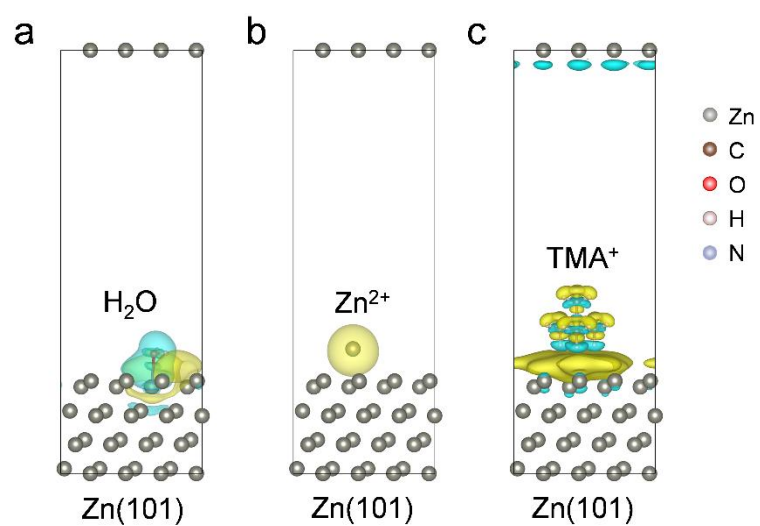 a
b
c
H₂O
Zn²⁺
TMA⁺
Zn
C
O
H
N
Zn(101)
Zn(101)
Zn(101)